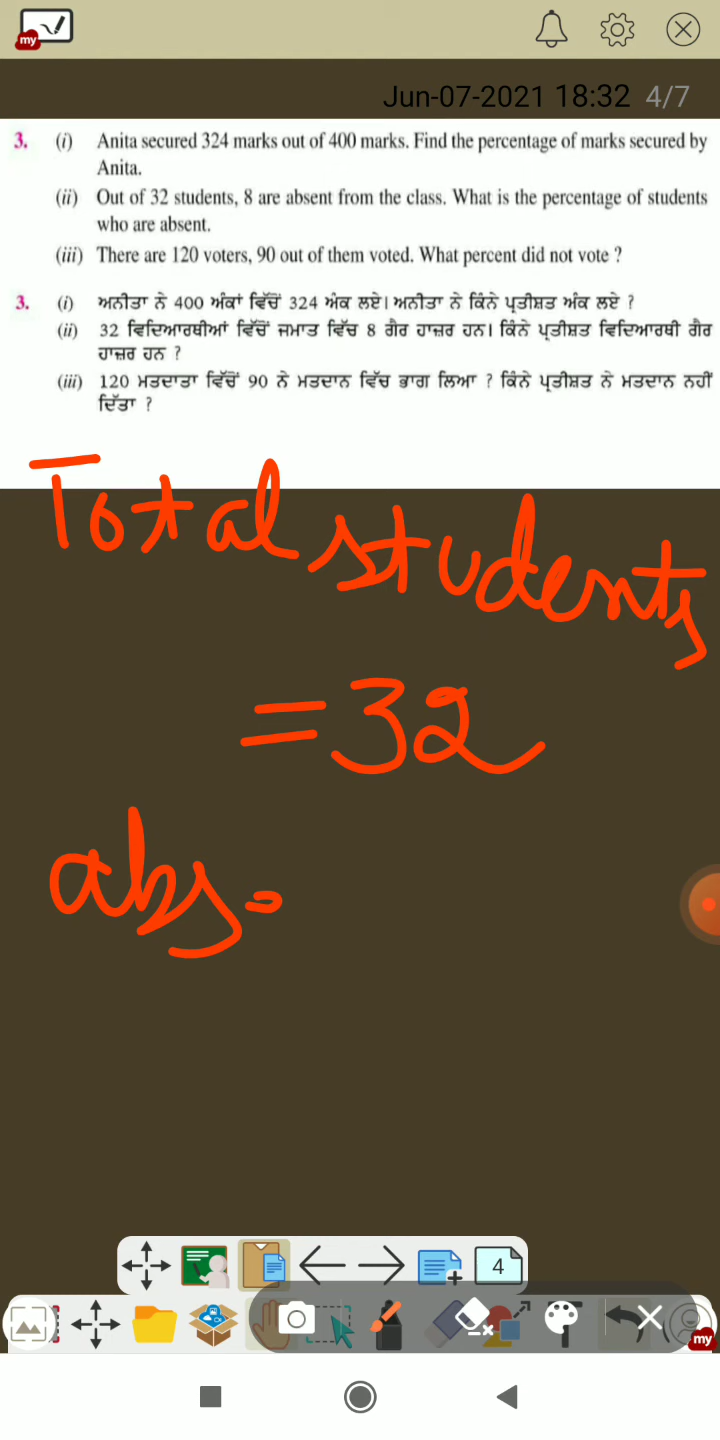 my
Jun-07-2021 18:32 4/7
3. (i) Anita secured 324 marks out of 400 marks. Find the percentage of marks secured by
Anita.
(ii) Out of 32 students, 8 are absent from the class. What is the percentage of students
who are absent.
(iii) There are 120 voters, 90 out of them voted. What percent did not vote ?
3. (i) ਅਨੀਤਾ ਨੇ 400 ਅੰਕਾਂ ਵਿੱਚੋਂ 324 ਅੰਕ ਲਏ। ਅਨੀਤਾ ਨੇ ਕਿੰਨੇ ਪ੍ਰਤੀਸ਼ਤ ਅੰਕ ਲਏ ?
(ii) 32 ਵਿਦਿਆਰਥੀਆਂ ਵਿੱਚੋਂ ਜਮਾਤ ਵਿੱਚ 8 ਗੈਰ ਹਾਜ਼ਰ ਹਨ। ਕਿੰਨੇ ਪ੍ਰਤੀਸ਼ਤ ਵਿਦਿਆਰਥੀ ਗੈਰ
ਹਾਜ਼ਰ ਹਨ ?
(iii) 120 ਮਤਦਾਤਾ ਵਿੱਚੋਂ 90 ਨੇ ਮਤਦਾਨ ਵਿੱਚ ਭਾਗ ਲਿਆ ? ਕਿੰਨੇ ਪ੍ਰਤੀਸ਼ਤ ਨੇ ਮਤਦਾਨ ਨਹੀਂ
ਦਿੱਤਾ ?
Total students
=32
abs =
4
my